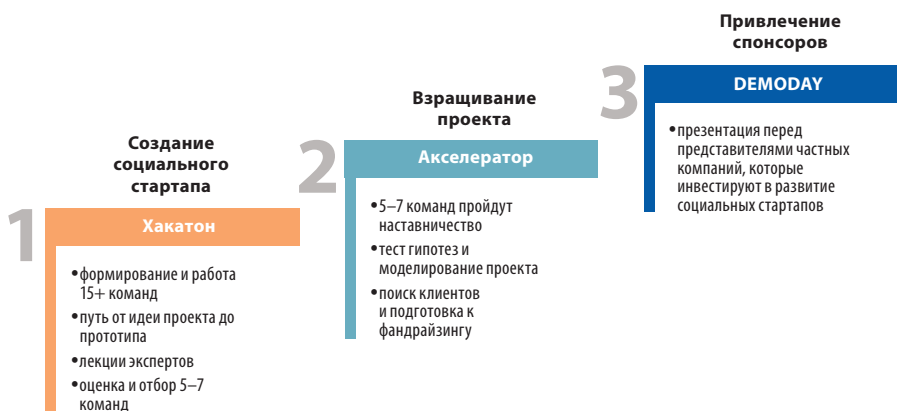 Создание
социального
стартапа
1
Хакатон
•формирование и работа
15+ команд
•путь от идеи проекта до
прототипа
•лекции экспертов
•оценка и отбор 5–7
команд
Взращивание
проекта
2
Акселератор
•5–7 команд пройдут
наставничество
•тест гипотез и
моделирование проекта
•поиск клиентов
и подготовка к
фандрайзингу
Привлечение
спонсоров
3
DEMODAY
•презентация перед
представителями частных
компаний, которые
инвестируют в развитие
социальных стартапов